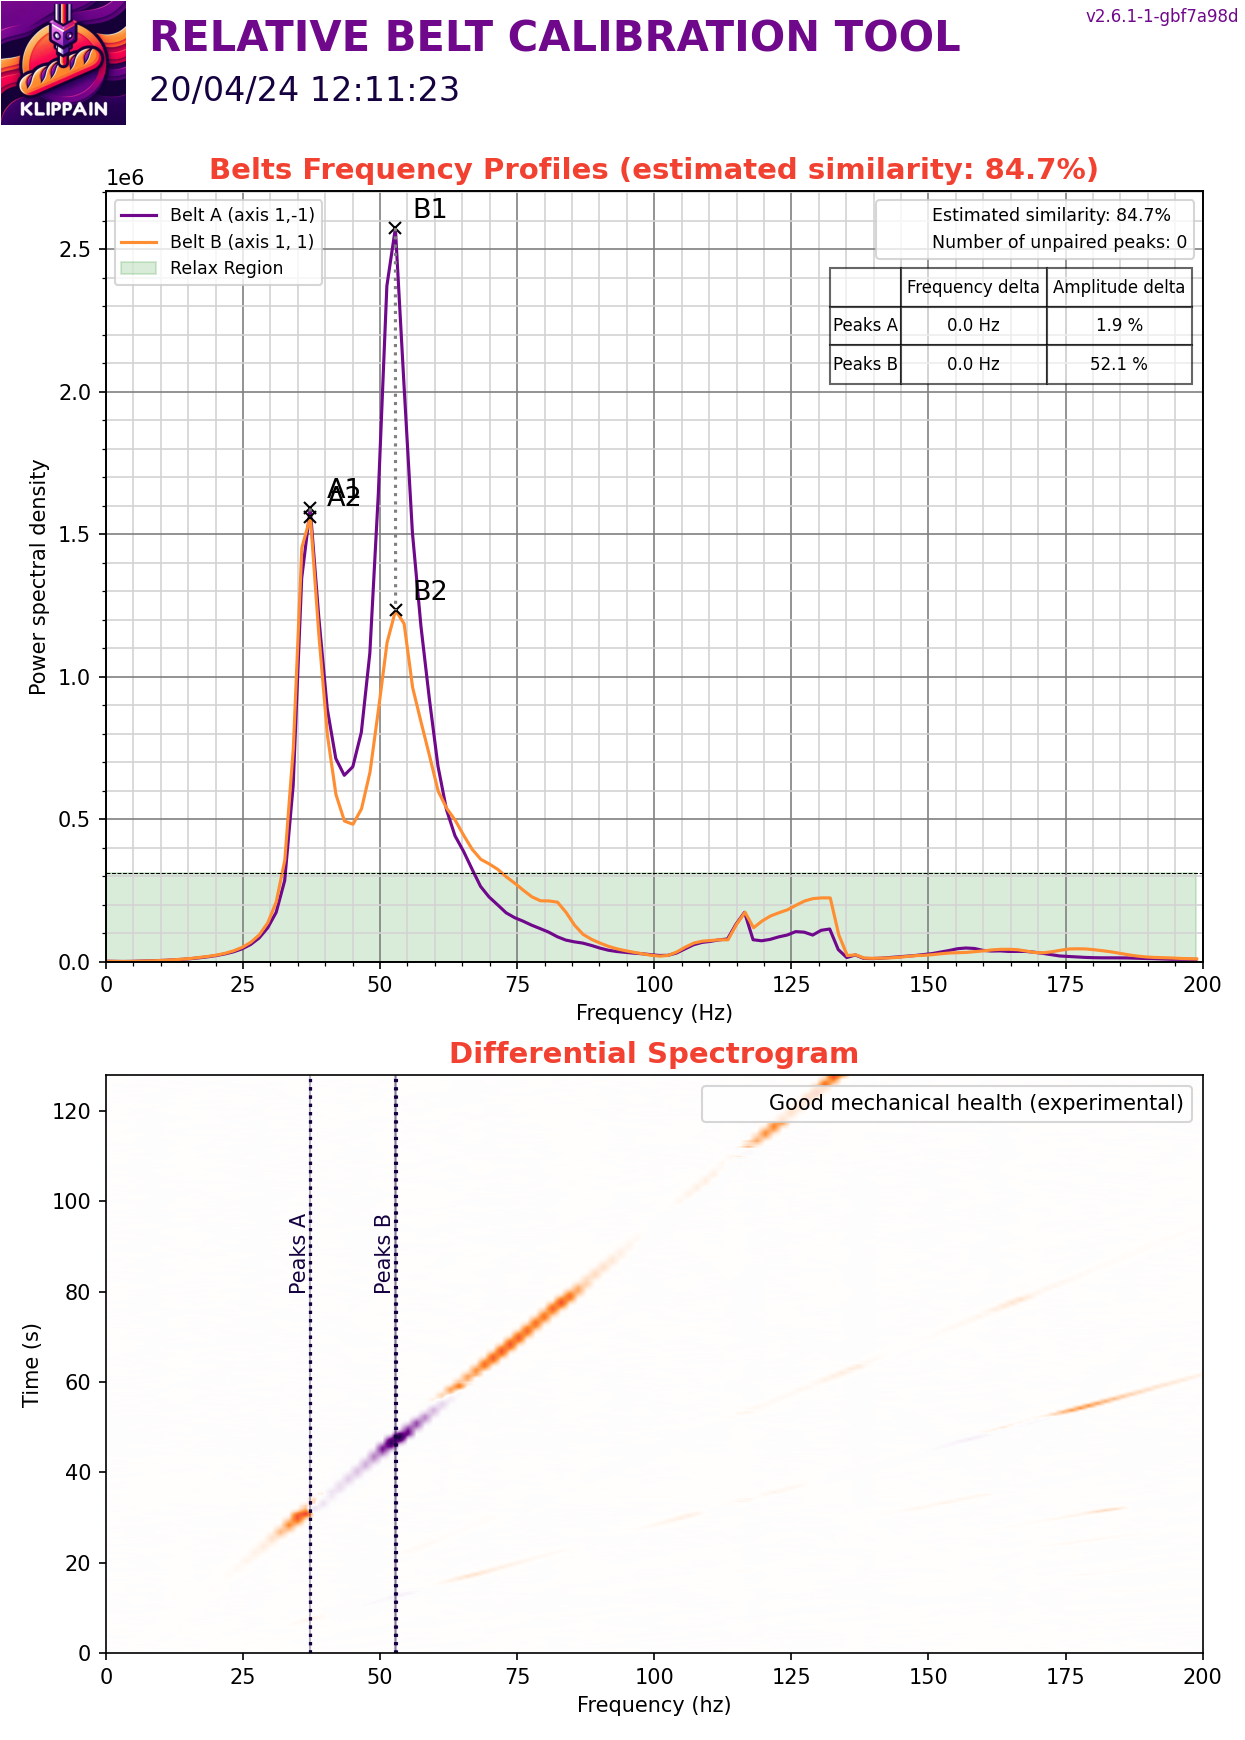 KLIPPAIN
RELATIVE BELT CALIBRATION TOOL
20/04/24 12:11:23
v2.6.1-1-gbf7a98d
Belts Frequency Profiles (estimated similarity: 84.7%)
1e6
Belt A (axis 1,-1)
Belt B (axis 1, 1)
Relax Region
Estimated similarity: 84.7%
Number of unpaired peaks: 0
Frequency delta Amplitude delta
Peaks A 0.0 Hz 1.9 %
Peaks B 0.0 Hz 52.1 %
B1
A1
A2
B2
Power spectral density
2.5
2.0
1.5
1.0
0.5
0.0
0 25 50 75 100 125 150 175 200
Frequency (Hz)
Differential Spectrogram
Good mechanical health (experimental)
Peaks A
Peaks B
Time (s)
120
100
80
60
40
20
0
0 25 50 75 100 125 150 175 200
Frequency (hz)